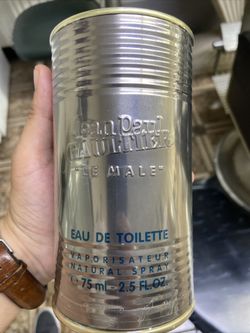 Jean Paul
GAULTIER
"LE MALE"
EAU DE TOILETTE
VAPORISATEUR
NATURAL SPRAY
75 ml - 2.5 FL.OZ.